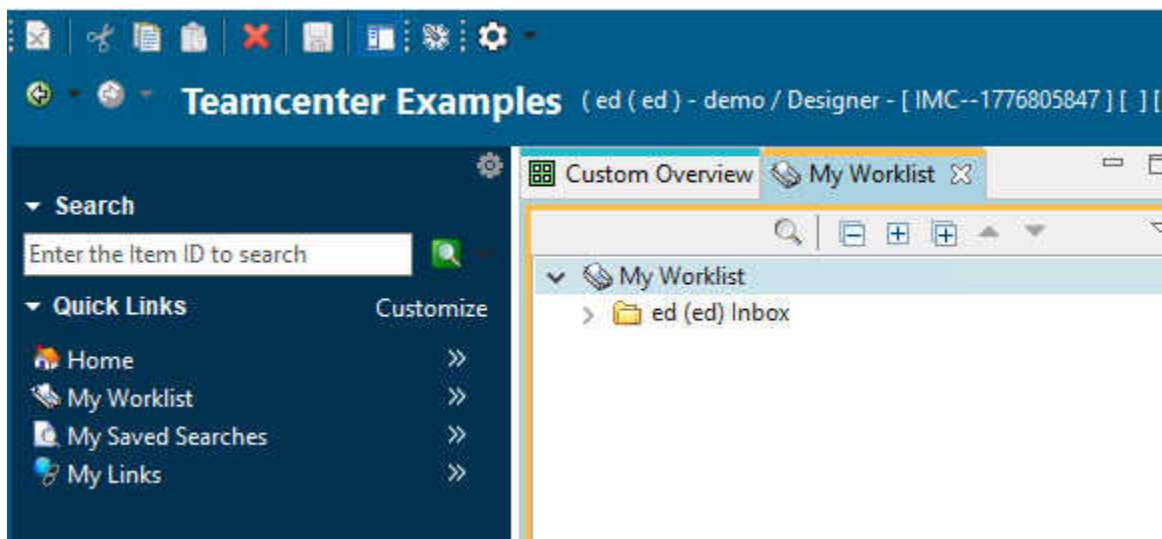 Teamcenter Examples ( ed ( ed ) - demo / Designer - [ IMC--1776805847 ] [ ] [
Custom Overview My Worklist
Search
Enter the Item ID to search
Quick Links Customize
Home
My Worklist
My Saved Searches
My Links
My Worklist
ed (ed) Inbox